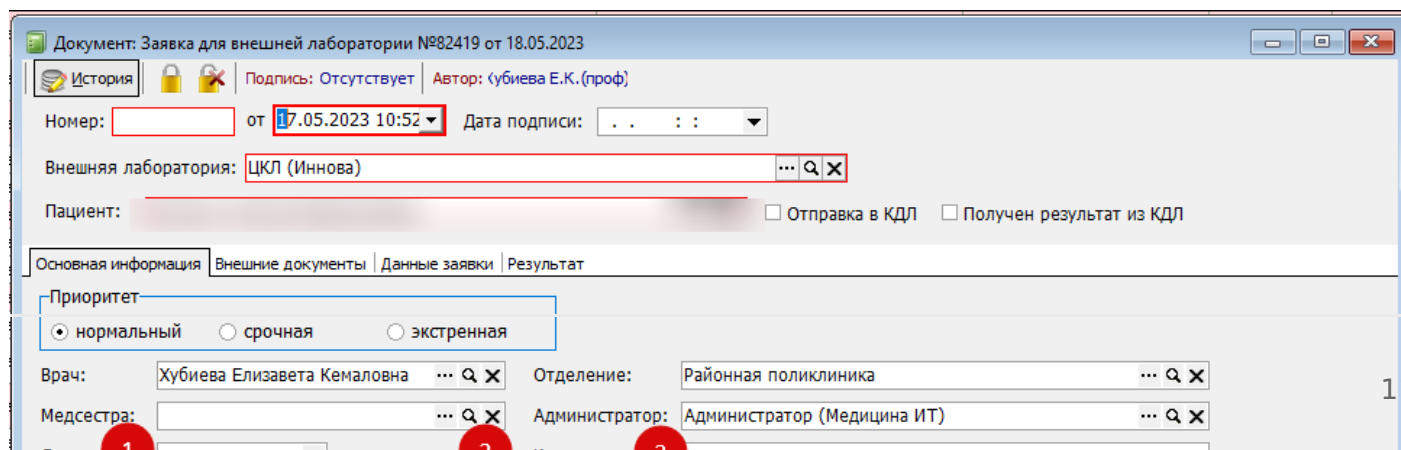 Документ: Заявка для внешней лаборатории №82419 от 18.05.2023
История Подпись: Отсутствует Автор: Хубиева Е.К.(проф)
Номер: от 17.05.2023 10:52 Дата подписи: . . : :
Внешняя лаборатория: ЦКЛ (Иннова)
Пациент: Отправка в КДЛ Получен результат из КДЛ
Основная информация Внешние документы Данные заявки Результат
Приоритет
нормальный срочная экстренная
Врач: Хубиева Елизавета Кемаловна Отделение: Районная поликлиника
1
Медсестра: Администратор: Администратор (Медицина ИТ)
1